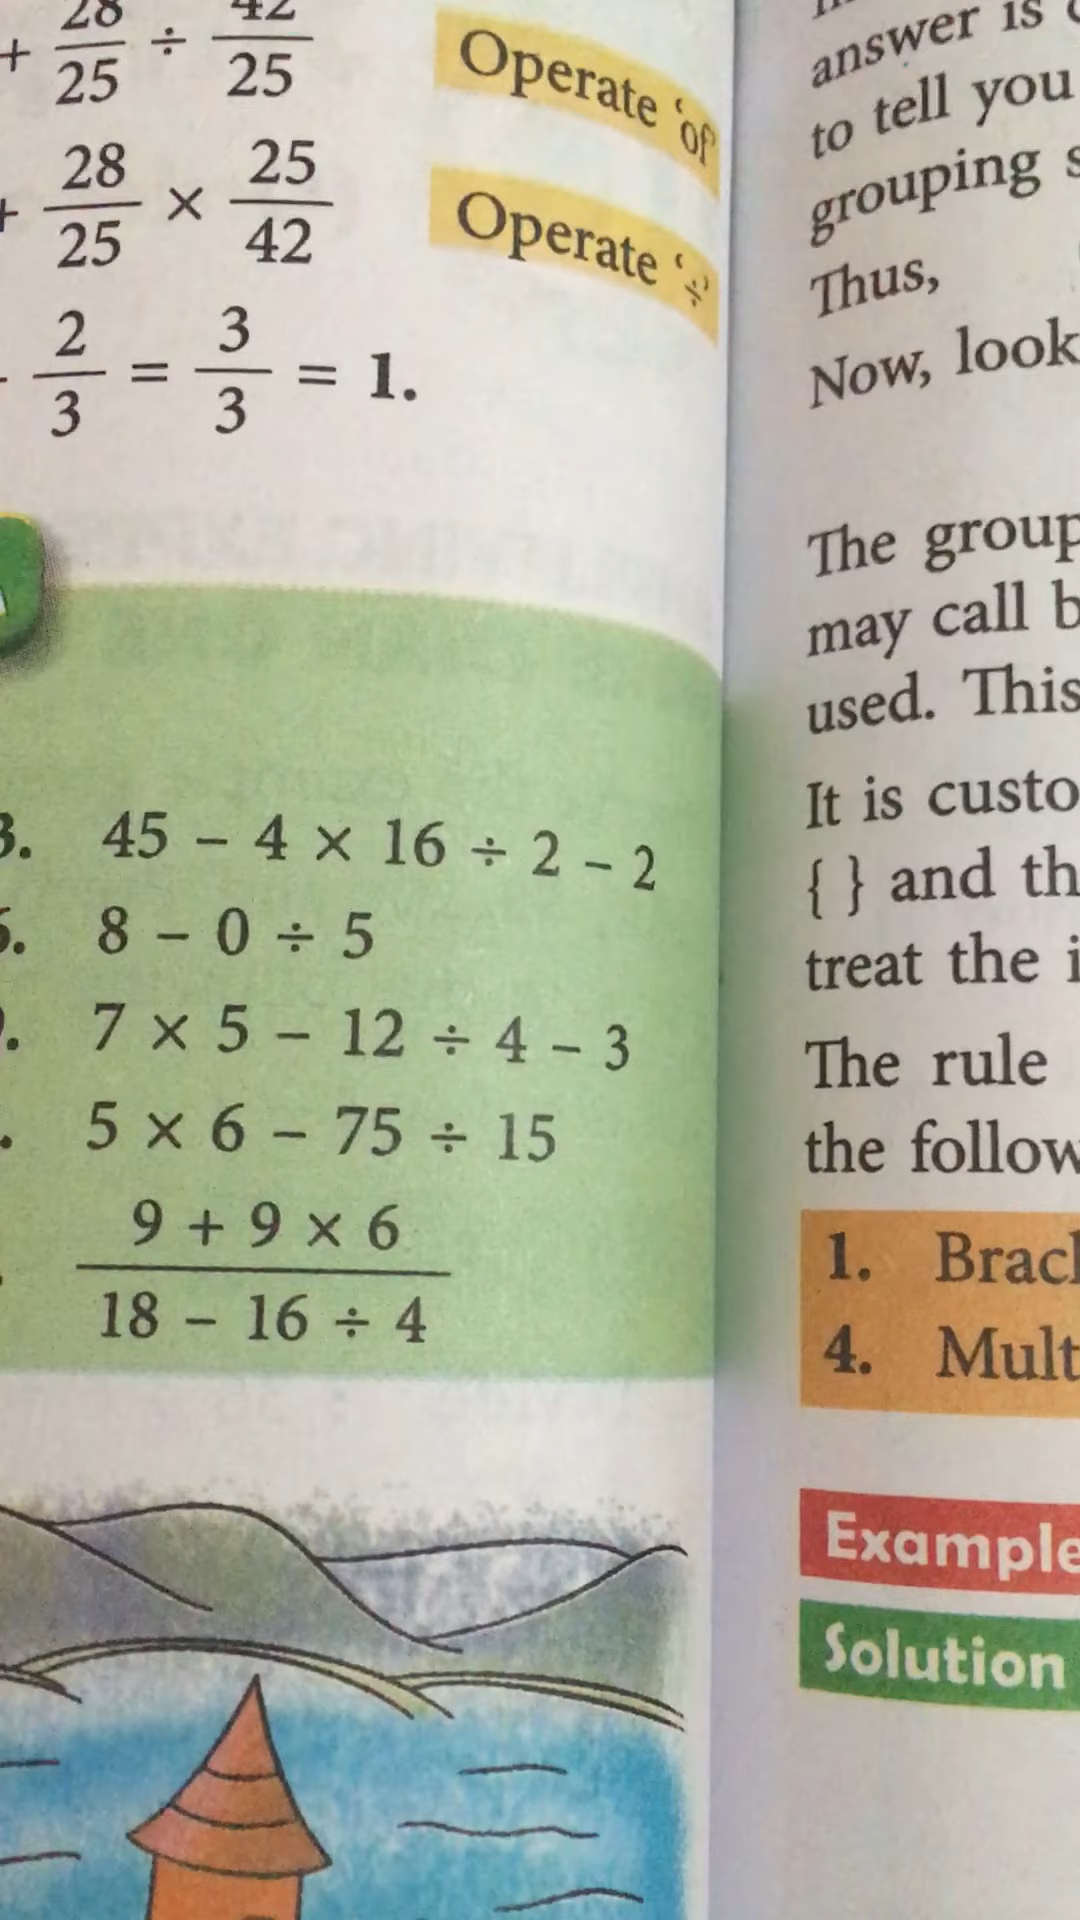 + 28/25 ÷ 42/25
Operate ‘of’
+ 28/25 × 25/42
Operate ‘÷’
2/3 = 3/3 = 1.
3. 45 – 4 × 16 ÷ 2 – 2
8 – 0 ÷ 5
7 × 5 – 12 ÷ 4 – 3
5 × 6 – 75 ÷ 15
9 + 9 × 6
18 – 16 ÷ 4
answer is
to tell you
grouping
Thus,
Now, look
The group
may call b
used. This
It is custo
{ } and th
treat the i
The rule
the follow
1. Brac
4. Mult
Example
Solution